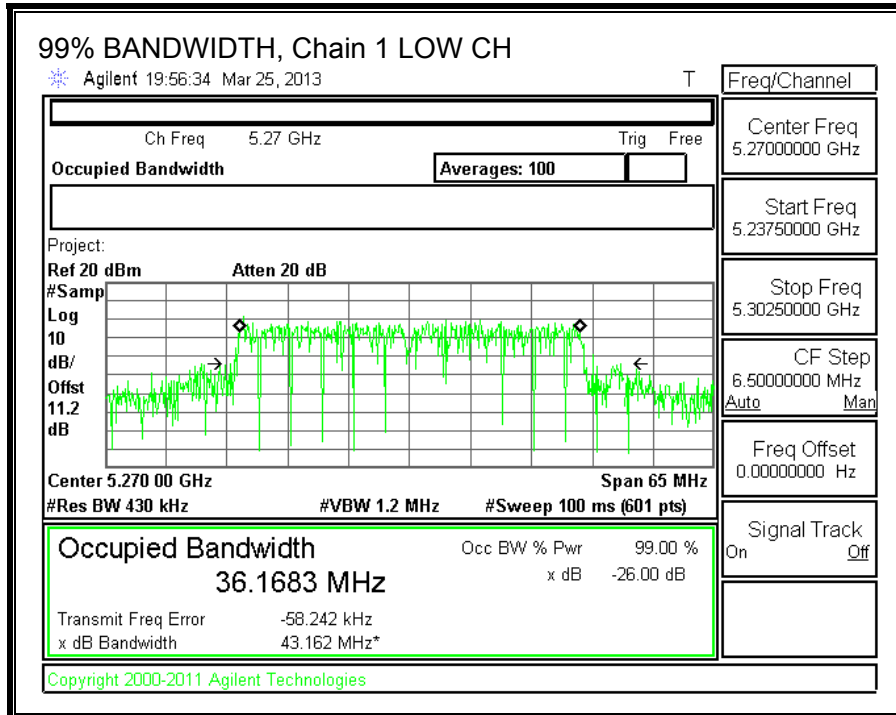 99% BANDWIDTH, Chain 1 LOW CH
Agilent 19:56:34 Mar 25, 2013 T
Freq/Channel
Ch Freq 5.27 GHz Trig Free
Occupied Bandwidth Averages: 100
Center Freq
5.27000000 GHz
Start Freq
5.23750000 GHz
Stop Freq
5.30250000 GHz
CF Step
6.50000000 MHz
Auto Man
Freq Offset
0.00000000 Hz
Signal Track
On Off
Project:
Ref 20 dBm Atten 20 dB
#Samp
Log
10
dB/
Offst
11.2
dB
Center 5.270 00 GHz Span 65 MHz
#Res BW 430 kHz #VBW 1.2 MHz #Sweep 100 ms (601 pts)
Occupied Bandwidth
36.1683 MHz
Occ BW % Pwr 99.00 %
x dB -26.00 dB
Transmit Freq Error -58.242 kHz
x dB Bandwidth 43.162 MHz*
Copyright 2000-2011 Agilent Technologies